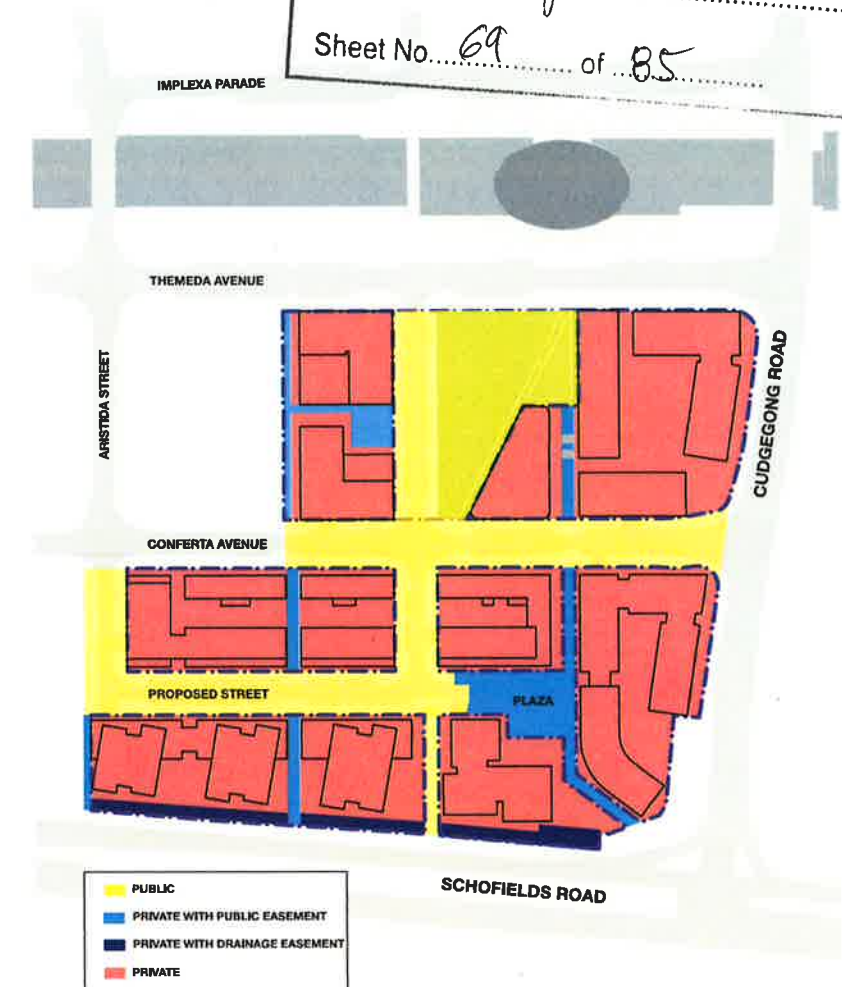 Sheet No. 69 of 85
IMPLEXA PARADE
THEMEDA AVENUE
ARISTIDA STREET
CUDGEGONG ROAD
CONFERTA AVENUE
PROPOSED STREET
PLAZA
SCHOFIELDS ROAD
PUBLIC
PRIVATE WITH PUBLIC EASEMENT
PRIVATE WITH DRAINAGE EASEMENT
PRIVATE